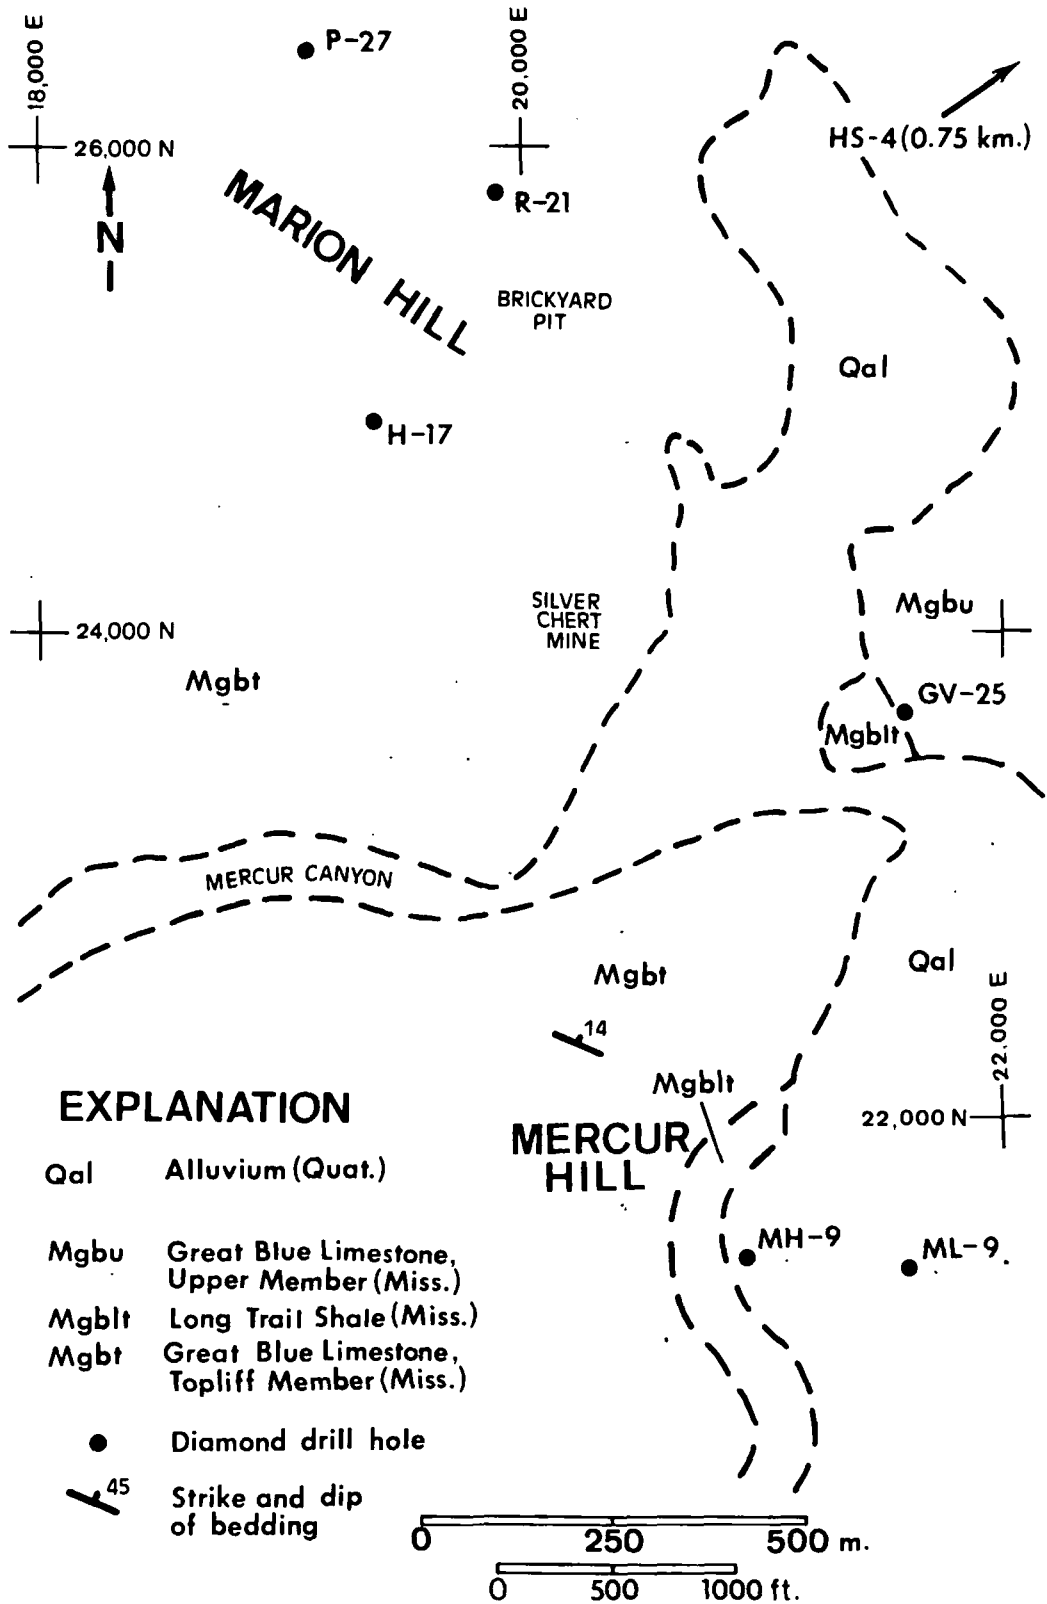 18,000 E
P-27
20,000 E
26,000 N
HS-4 (0.75 km.)
N
MARION HILL
R-21
BRICKYARD
PIT
Qal
H-17
SILVER
CHERT
MINE
24,000 N
Mgbu
Mgbt
GV-25
Mgblt
MERCUR CANYON
Mgbt
Qal
14
22,000 E
Mgblt
22,000 N
MERCUR
HILL
MH-9
ML-9
EXPLANATION
Qal Alluvium (Quat.)
Mgbu Great Blue Limestone,
Upper Member (Miss.)
Mgblt Long Trail Shale (Miss.)
Mgbt Great Blue Limestone,
Topliff Member (Miss.)
Diamond drill hole
45 Strike and dip
of bedding
0 250 500 m.
0 500 1000 ft.